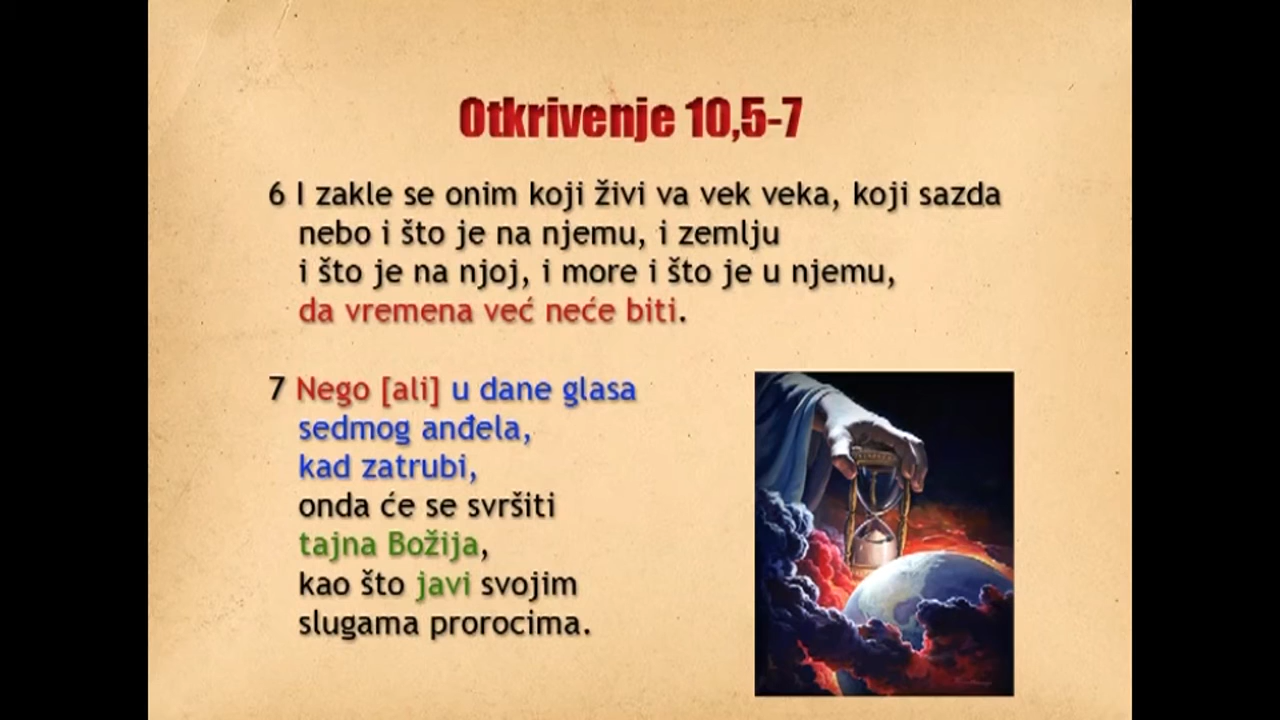 Otkrivenje 10,5-7
6 I zakle se onim koji živi va vek veka, koji sazda
nebo i što je na njemu, i zemlju
i što je na njoj, i more i što je u njemu,
da vremena već neće biti.
7 Nego [ali] u dane glasa
sedmog anđela,
kad zatrubi,
onda će se svršiti
tajna Božija,
kao što javi svojim
slugama prorocima.